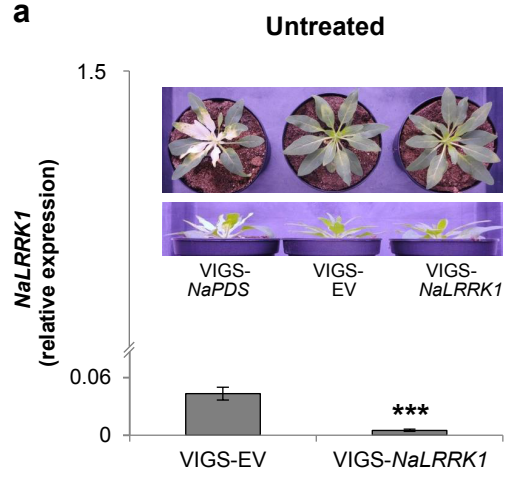 a
Untreated
1.5
NaLRRK1
(relative expression)
VIGS-
NaPDS
VIGS-
EV
VIGS-
NaLRRK1
0.06
0
***
VIGS-EV
VIGS-NaLRRK1